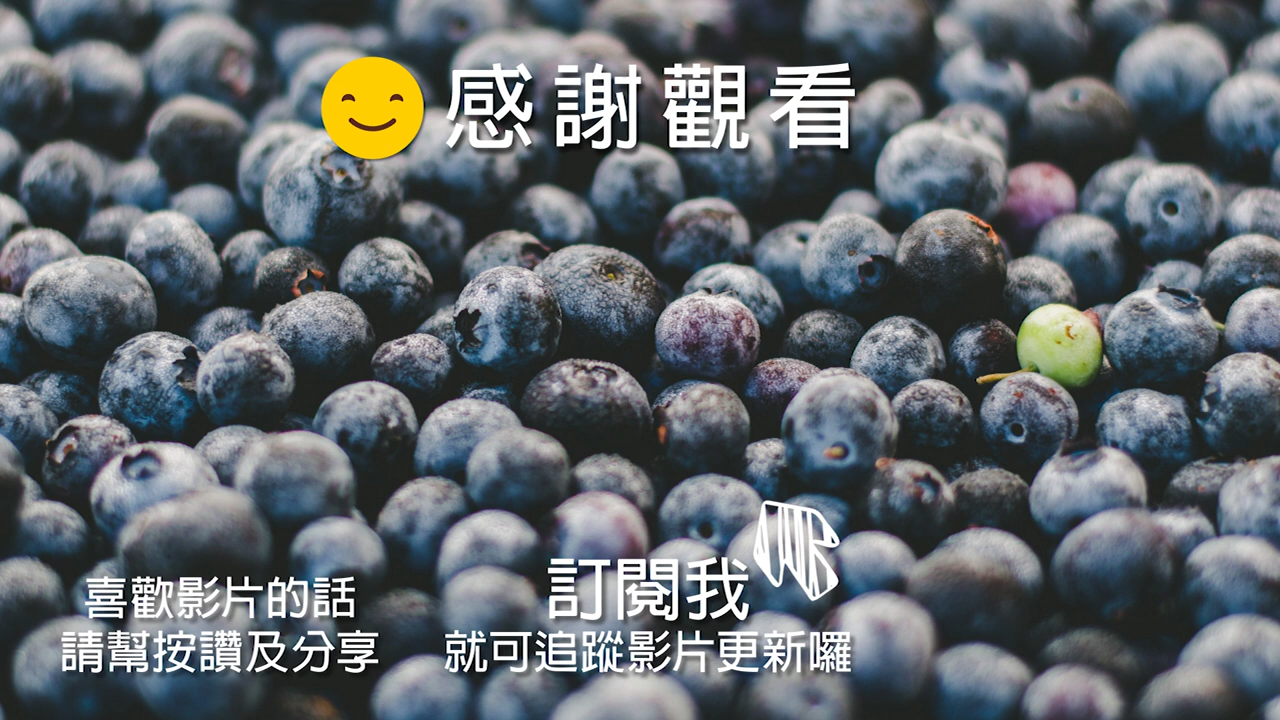 感謝觀看
喜歡影片的話
請幫按讚及分享
訂閱我
就可追蹤影片更新囉